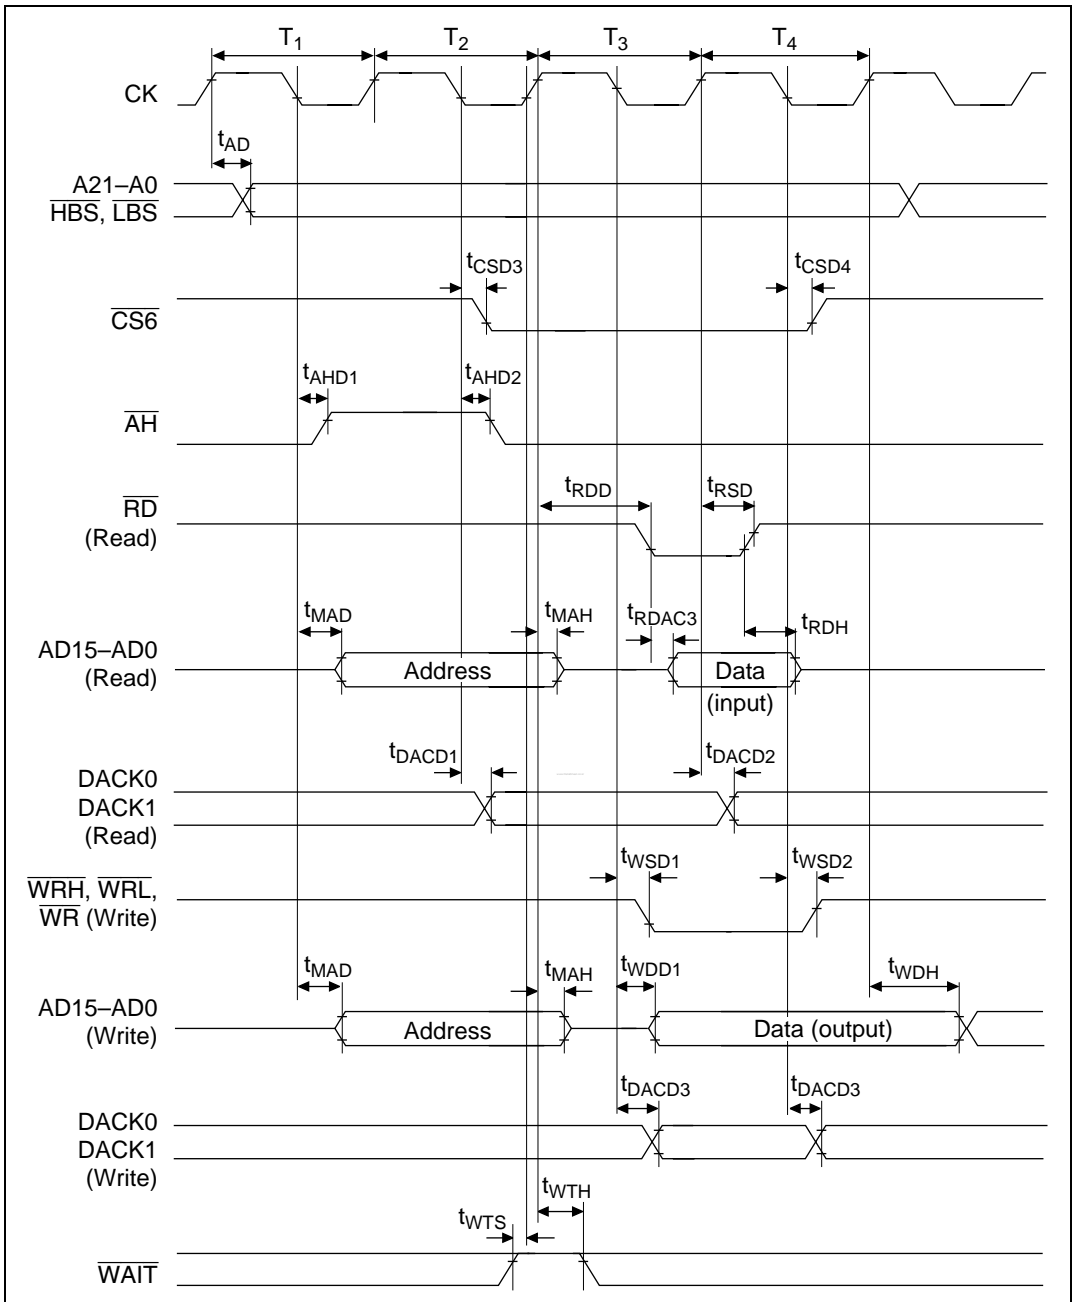 T1 T2 T3 T4
CK
tAD
A21–A0
HBS, LBS
tCSD3 tCSD4
CS6
tAHD1 tAHD2
AH
tRDD tRSD
RD
(Read)
tMAD tMAH tRDAC3 tRDH
AD15–AD0
(Read)
Address Data
(input)
tDACD1 tDACD2
DACK0
DACK1
(Read)
tWSD1 tWSD2
WRH, WRL,
WR (Write)
tMAD tMAH tWDD1 tWDH
AD15–AD0
(Write)
Address Data (output)
tDACD3 tDACD3
DACK0
DACK1
(Write)
tWTH
tWTS
WAIT